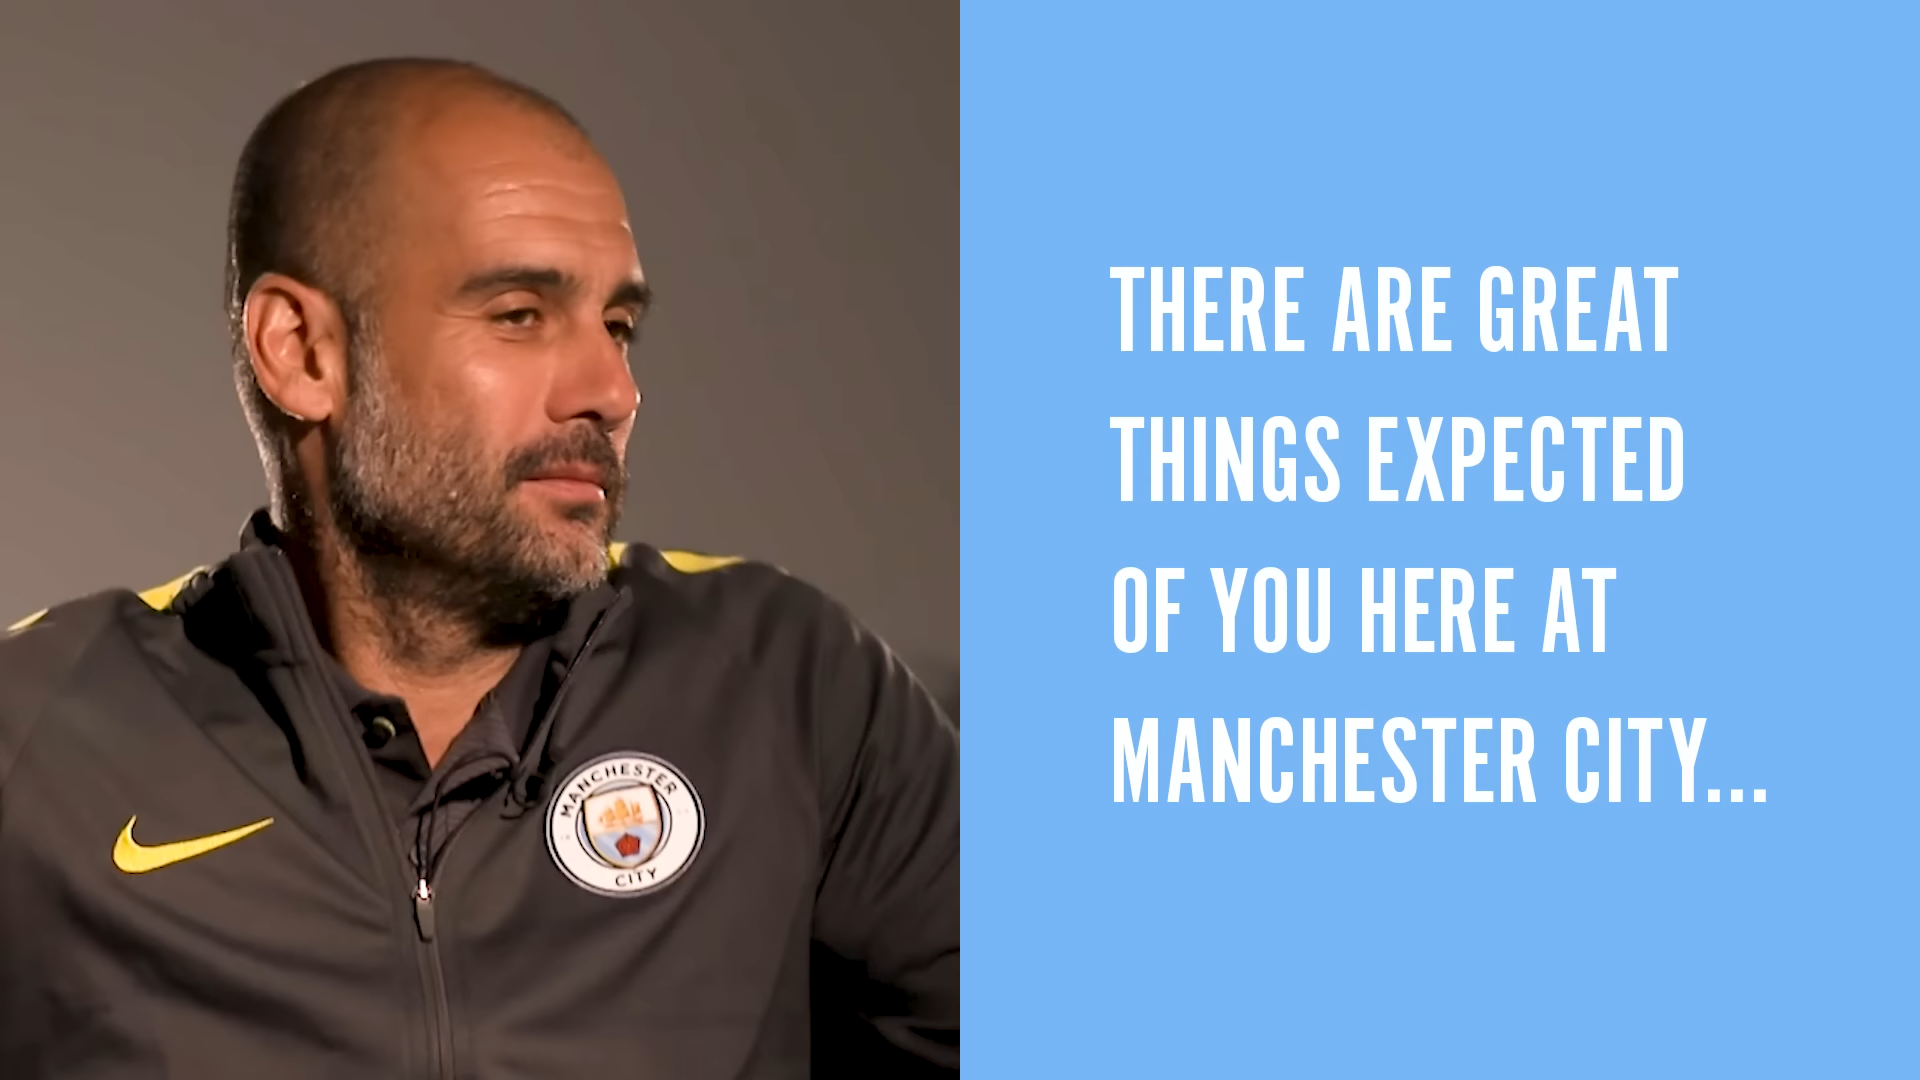 THERE ARE GREAT
THINGS EXPECTED
OF YOU HERE AT
MANCHESTER CITY...
MANCHESTER
CITY